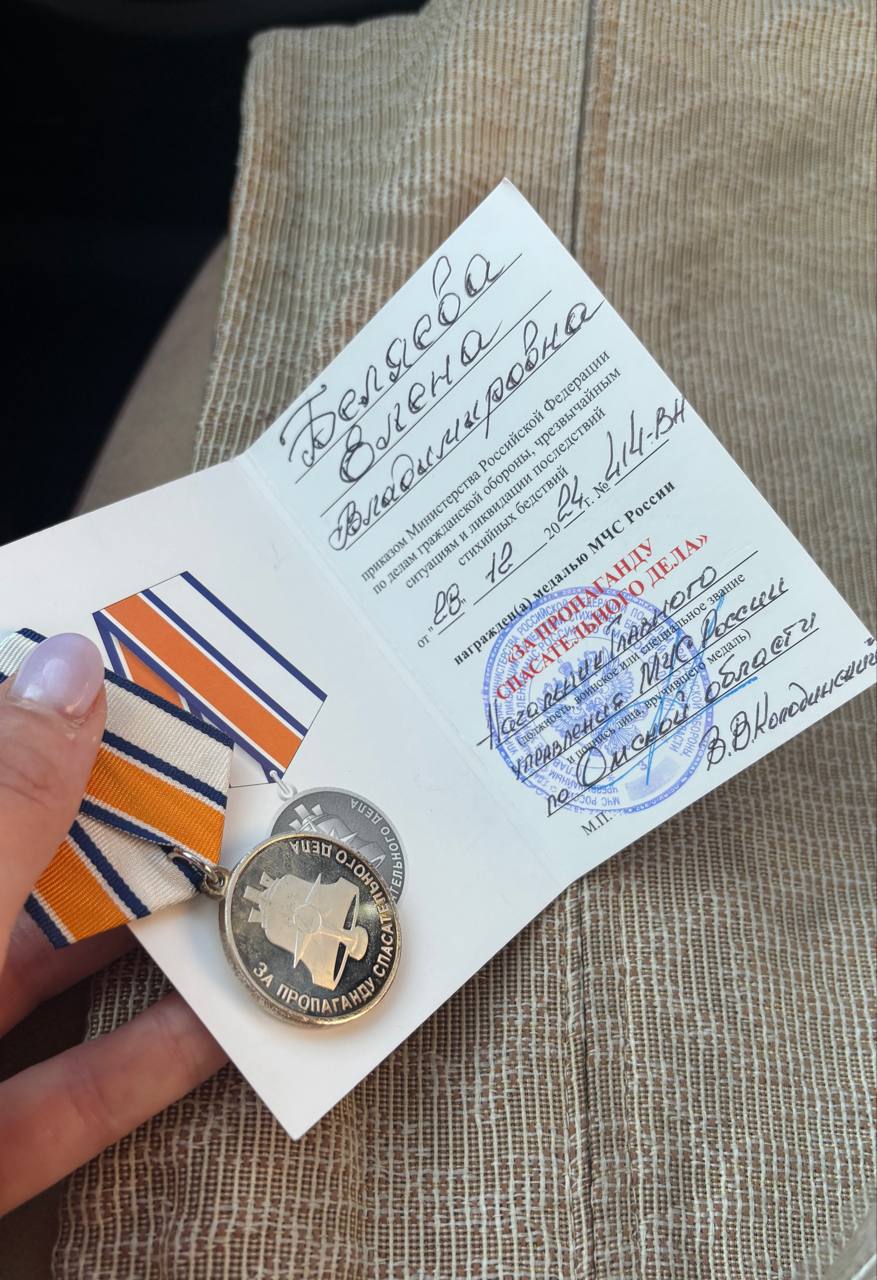 Беляева
Елена
Владимировна
приказом Министерства Российской Федерации
по делам гражданской обороны, чрезвычайным
ситуациям и ликвидации последствий
стихийных бедствий
от "28" 12 2024 г. № 414-ВН
награжден(а) медалью МЧС России
«ЗА ПРОПАГАНДУ
СПАСАТЕЛЬНОГО ДЕЛА»
Начальник Главного
(должность, воинское или специальное звание
управления МЧС России
и подпись лица, вручившего медаль)
по Омской области
В.В. Колодинский
М.П.
СПАСАТЕЛЬНОГО ДЕЛА
ЗА ПРОПАГАНДУ СПАСАТЕЛЬНОГО ДЕЛА